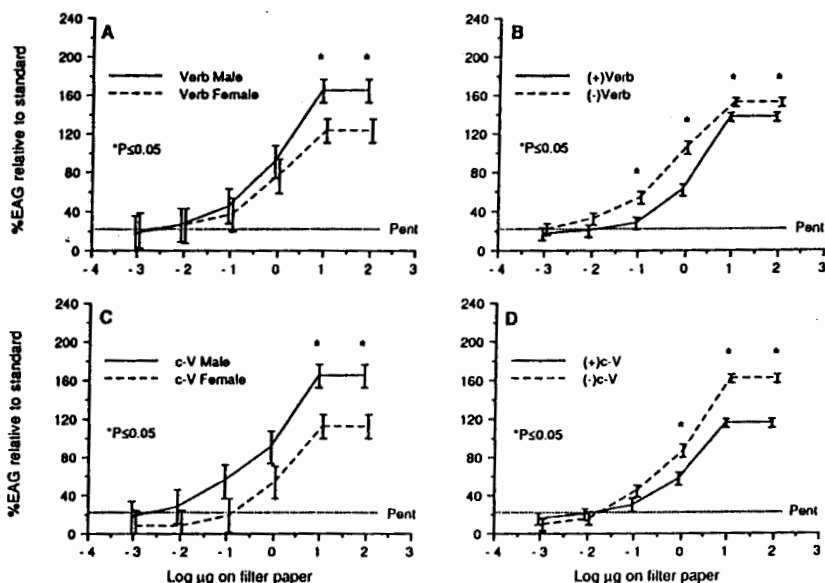 A
240
200
160
120
80
40
0
%EAG relative to standard
Verb Male
Verb Female
*P≤0.05
* *
Pent
-4 -3 -2 -1 0 1 2 3
B
240
200
160
120
80
40
0
(+)Verb
(-)Verb
*P≤0.05
* * * *
Pent
-4 -3 -2 -1 0 1 2 3
C
240
200
160
120
80
40
0
%EAG relative to standard
c-V Male
c-V Female
*P≤0.05
* *
Pent
-4 -3 -2 -1 0 1 2 3
Log µg on filter paper
D
240
200
160
120
80
40
0
(+)c-V
(-)c-V
*P≤0.05
* * *
Pent
-4 -3 -2 -1 0 1 2 3
Log µg on filter paper